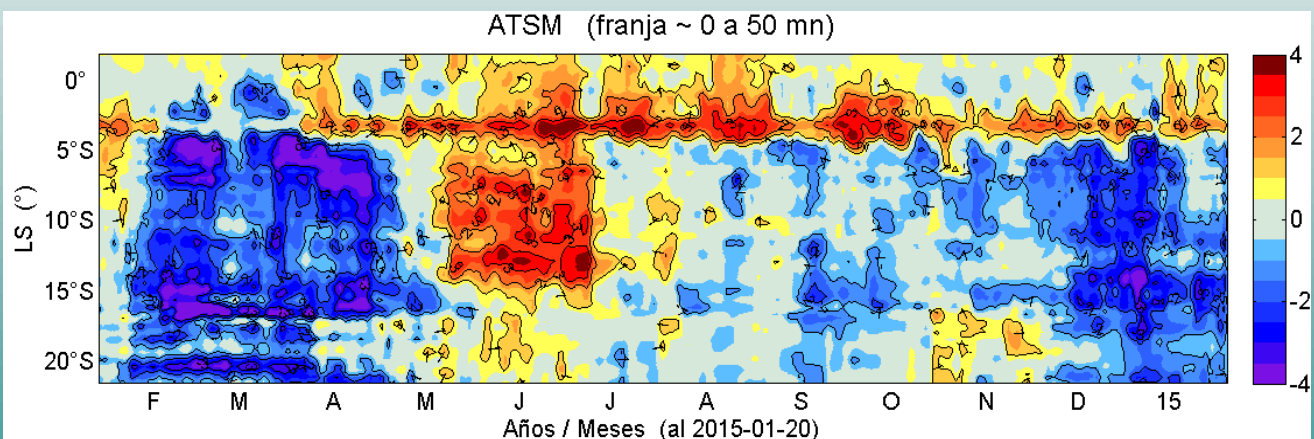 ATSM (franja ~ 0 a 50 mn)
LS (°)
0°
5°S
10°S
15°S
20°S
F M A M J J A S O N D 15
Años / Meses (al 2015-01-20)
4
2
0
-2
-4